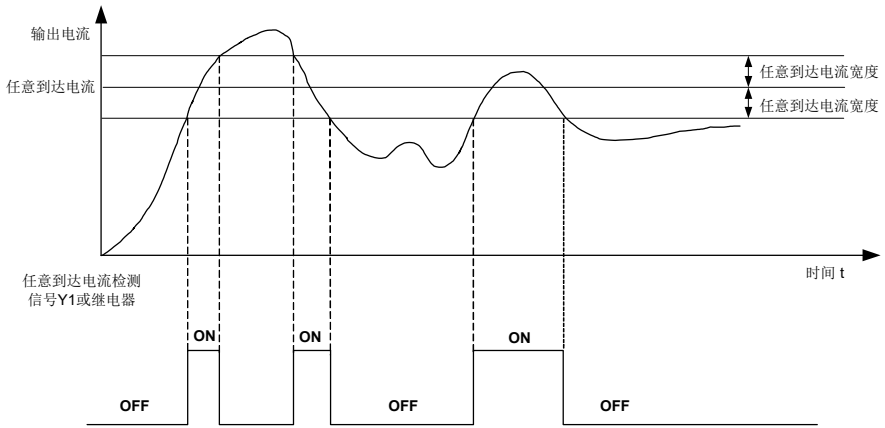 输出电流
任意到达电流
任意到达电流宽度
任意到达电流宽度
时间 t
任意到达电流检测
信号Y1或继电器
ON
ON
ON
OFF
OFF
OFF